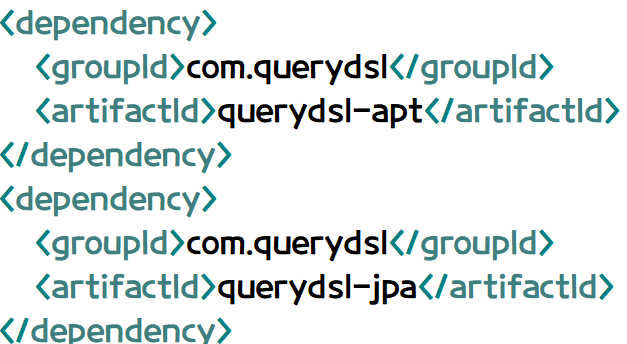 <dependency>
<groupId>com.querydsl</groupId>
<artifactId>querydsl-apt</artifactId>
</dependency>
<dependency>
<groupId>com.querydsl</groupId>
<artifactId>querydsl-jpa</artifactId>
</dependency>